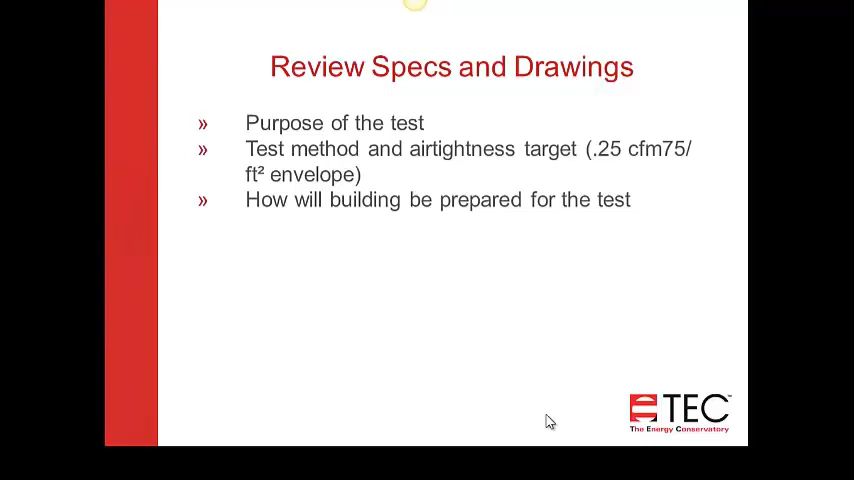 Review Specs and Drawings
» Purpose of the test
» Test method and airtightness target (.25 cfm75/
ft² envelope)
» How will building be prepared for the test
TEC™
The Energy Conservatory